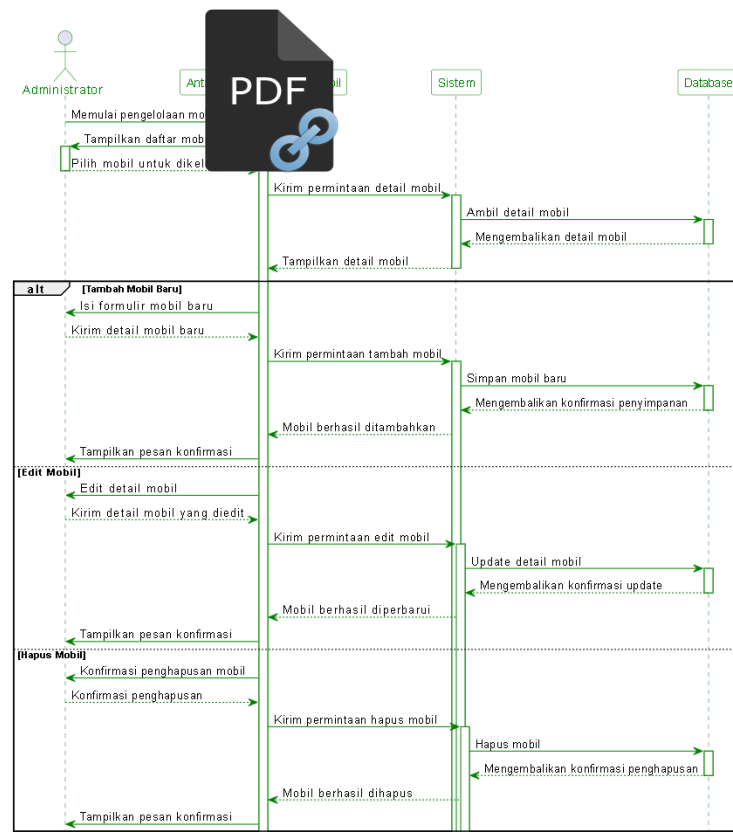 PDF
Administrator
Sistem
Database
Memulai pengelolaan
Tampilkan daftar
Pilih mobil untuk
Kirim permintaan detail mobil
Ambil detail mobil
Mengembalikan detail mobil
Tampilkan detail mobil
alt [Tambah Mobil Baru]
Isi formulir mobil baru
Kirim detail mobil baru
Kirim permintaan tambah mobil
Simpan mobil baru
Mengembalikan konfirmasi penyimpanan
Mobil berhasil ditambahkan
Tampilkan pesan konfirmasi
[Edit Mobil]
Edit detail mobil
Kirim detail mobil yang diedit
Kirim permintaan edit mobil
Update detail mobil
Mengembalikan konfirmasi update
Mobil berhasil diperbarui
Tampilkan pesan konfirmasi
[Hapus Mobil]
Konfirmasi penghapusan mobil
Konfirmasi penghapusan
Kirim permintaan hapus mobil
Hapus mobil
Mengembalikan konfirmasi penghapusan
Mobil berhasil dihapus
Tampilkan pesan konfirmasi